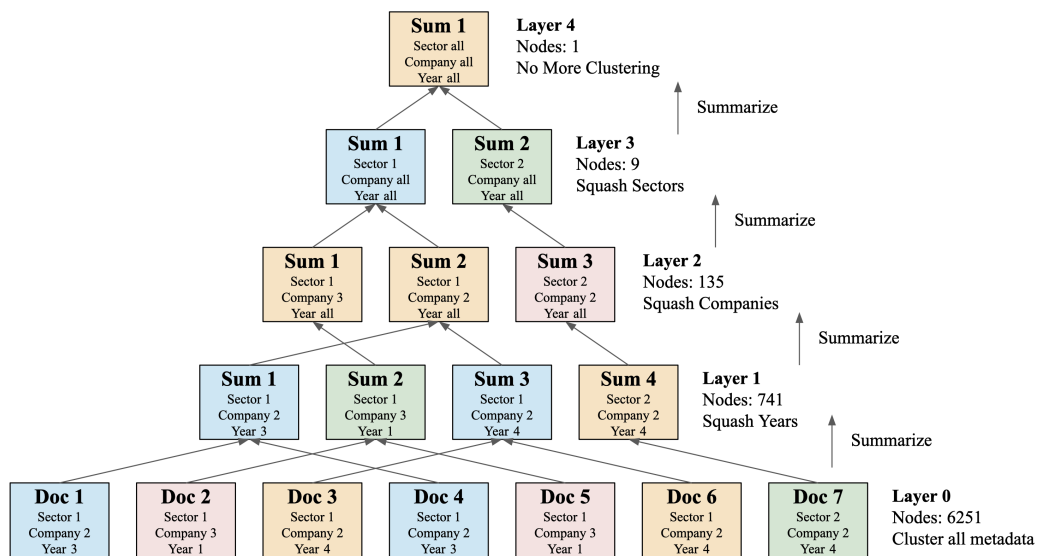 Sum 1
Sector all
Company all
Year all
Layer 4
Nodes: 1
No More Clustering
Summarize
Sum 1
Sector 1
Company all
Year all
Sum 2
Sector 2
Company all
Year all
Layer 3
Nodes: 9
Squash Sectors
Summarize
Sum 1
Sector 1
Company 3
Year all
Sum 2
Sector 1
Company 2
Year all
Sum 3
Sector 2
Company 2
Year all
Layer 2
Nodes: 135
Squash Companies
Summarize
Sum 1
Sector 1
Company 2
Year 3
Sum 2
Sector 1
Company 3
Year 1
Sum 3
Sector 1
Company 2
Year 4
Sum 4
Sector 2
Company 2
Year 4
Layer 1
Nodes: 741
Squash Years
Summarize
Doc 1
Sector 1
Company 2
Year 3
Doc 2
Sector 1
Company 3
Year 1
Doc 3
Sector 1
Company 2
Year 4
Doc 4
Sector 1
Company 2
Year 3
Doc 5
Sector 1
Company 3
Year 1
Doc 6
Sector 1
Company 2
Year 4
Doc 7
Sector 2
Company 2
Year 4
Layer 0
Nodes: 6251
Cluster all metadata